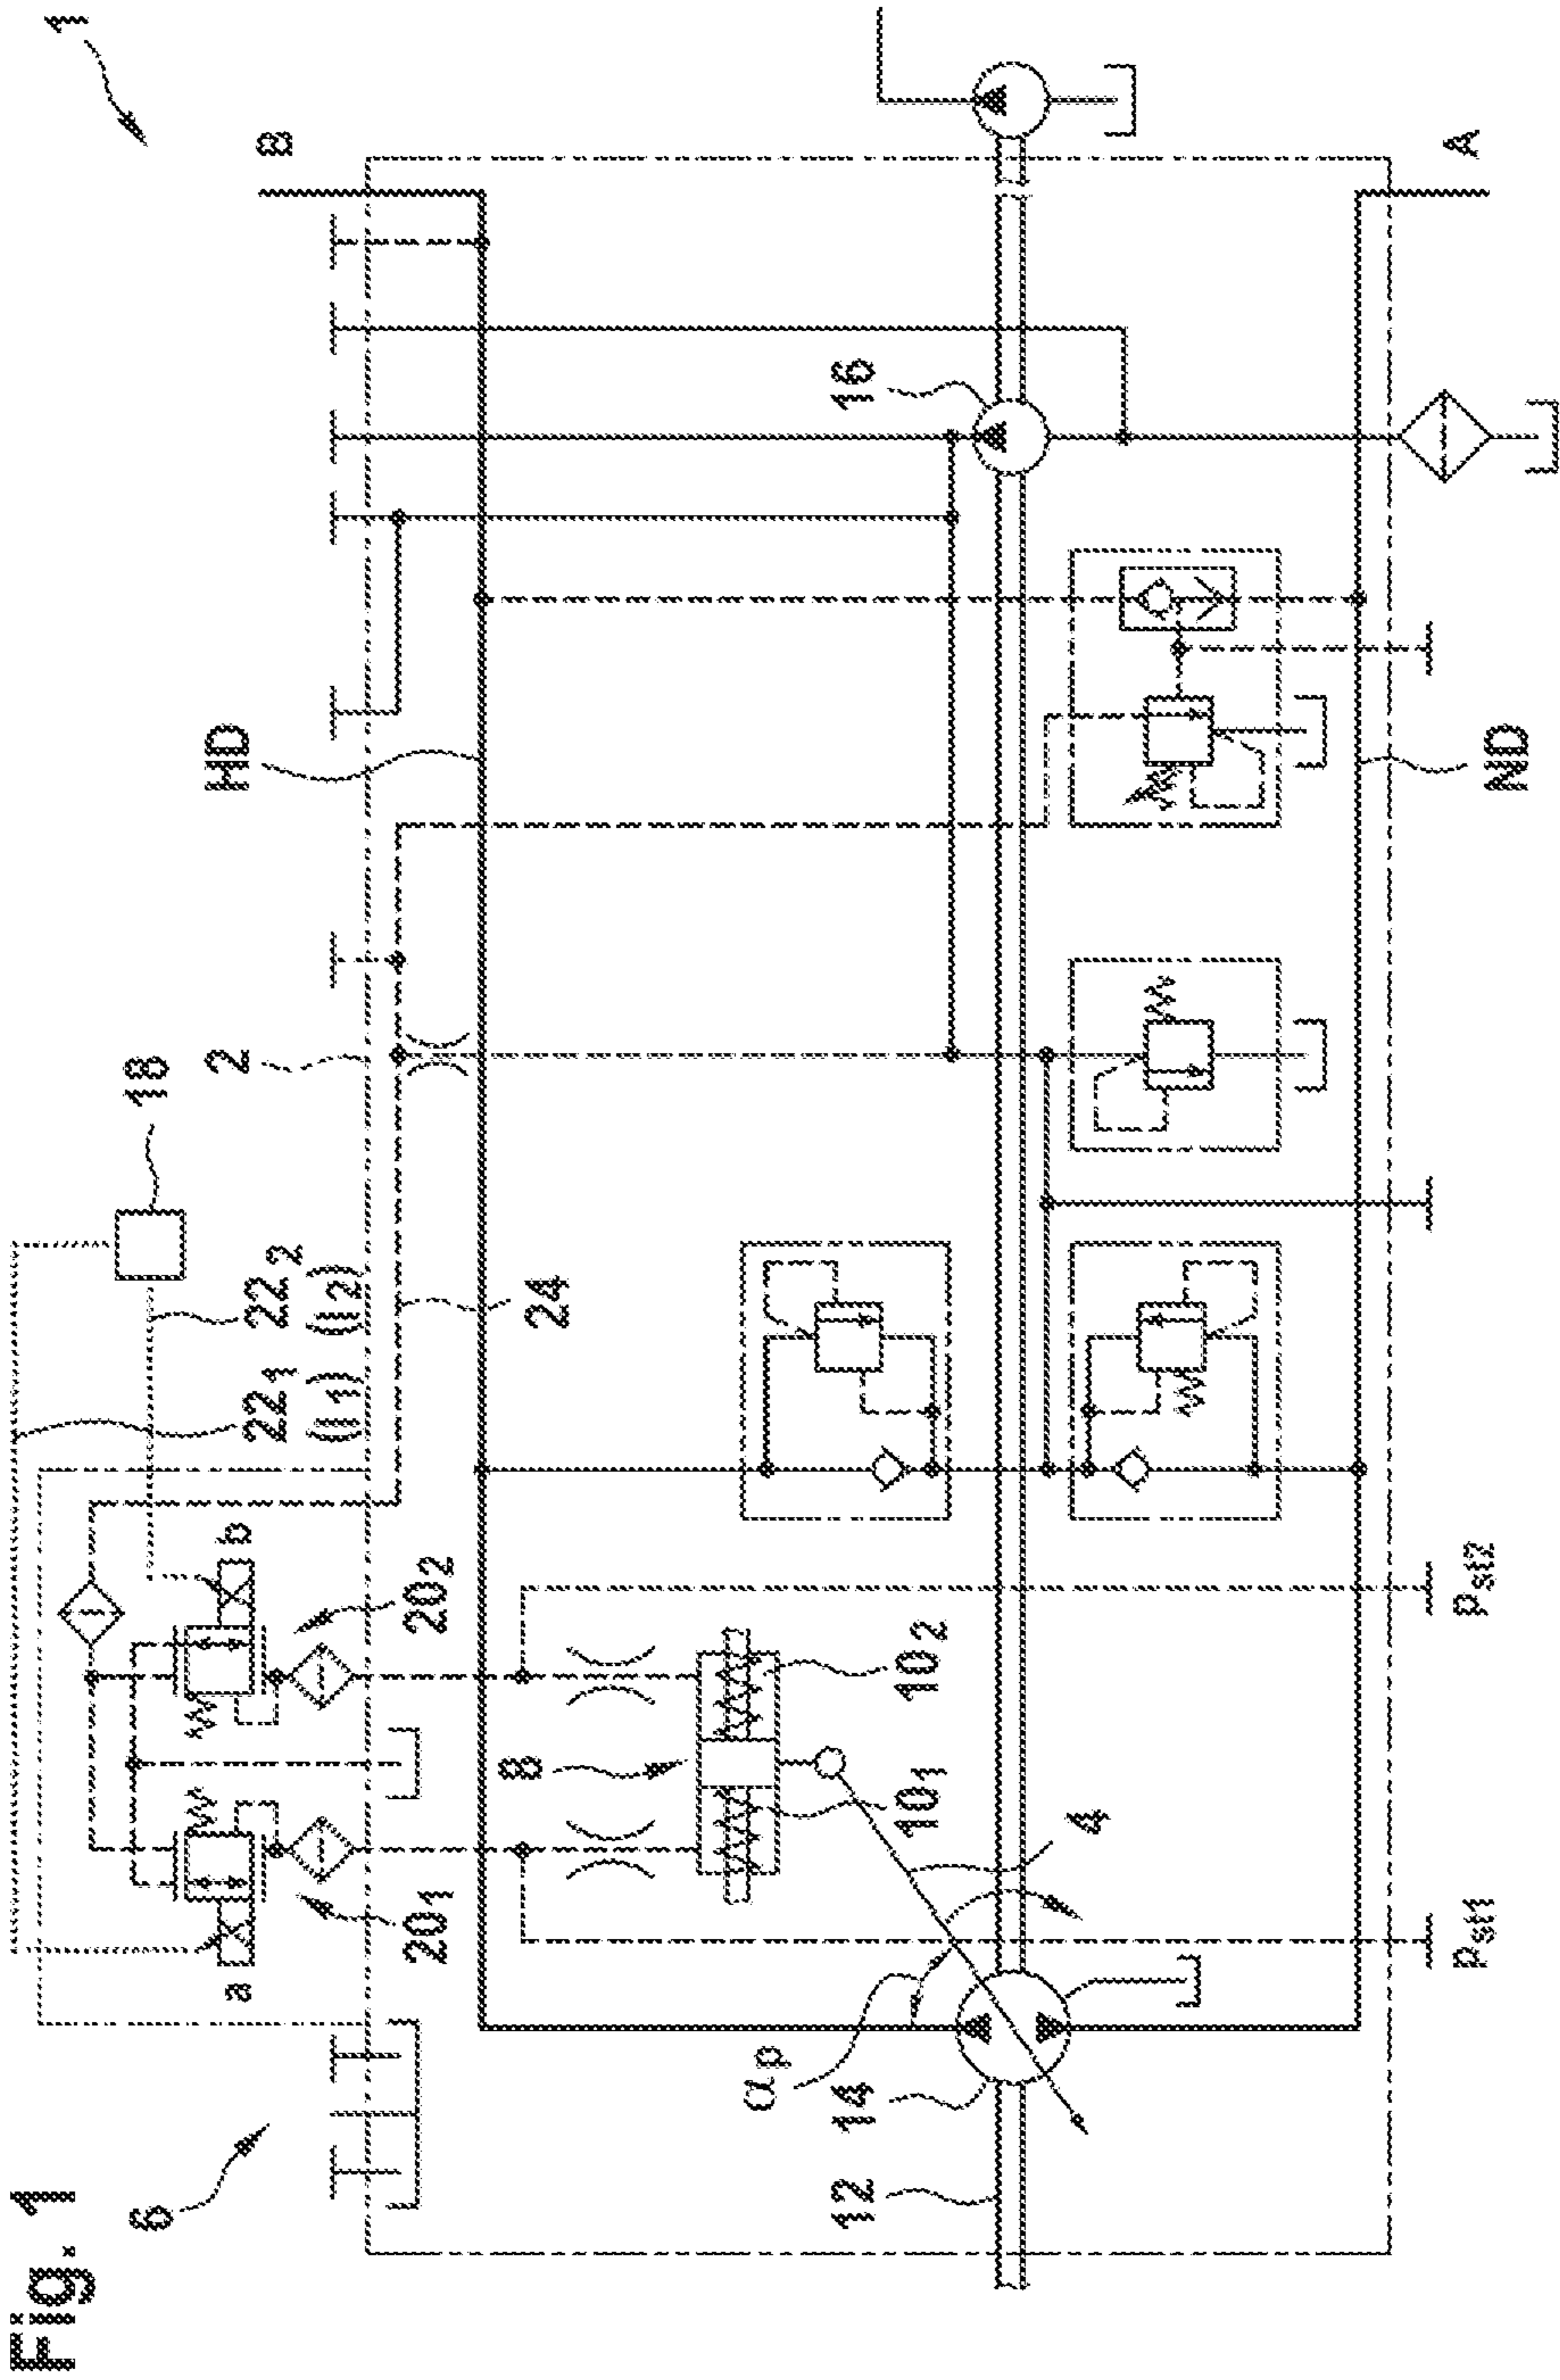 Fig. 1
1
6
a
b
20₁
20₂
22₁
(I₁)
22₂
(I₂)
18
2
24
HD
B
8
10₁
10₂
4
αp
14
12
16
Pst1
Pst2
ND
A